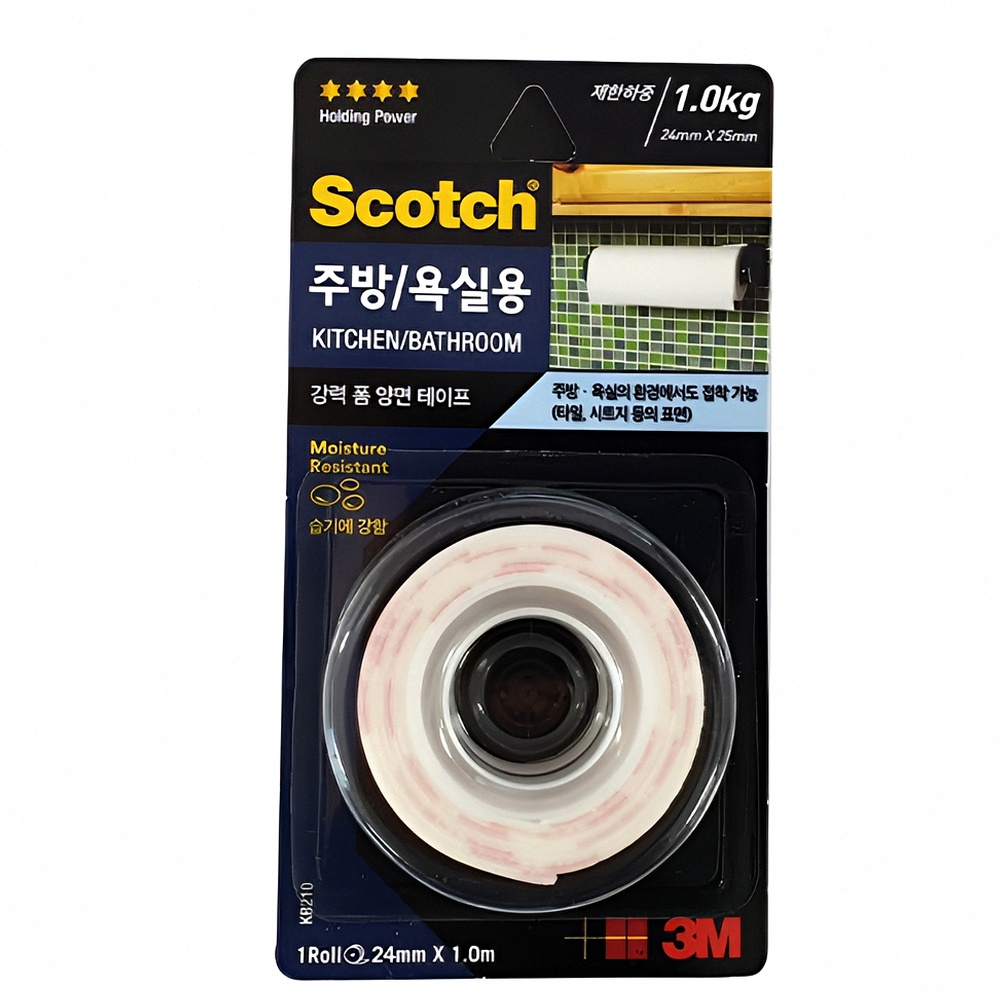 Holding Power
제한하중
1.0kg
24mm X 25mm
Scotch®
주방/욕실용
KITCHEN/BATHROOM
강력 폼 양면 테이프
주방 · 욕실의 환경에서도 접착 가능
(타일, 시트지 등의 표면)
Moisture
Resistant
습기에 강함
KB210
1Roll 24mm X 1.0m
3M